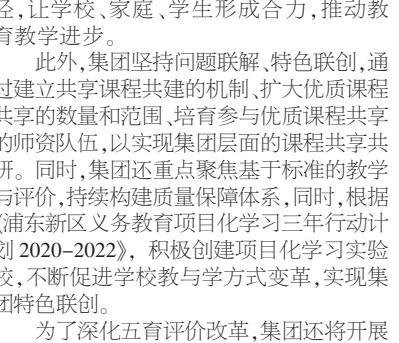 径,让学校、家庭、学生形成合力,推动教
育教学进步。
此外,集团坚持问题联解、特色联创,通
过建立共享课程共建的机制、扩大优质课程
共享的数量和范围、培育参与优质课程共享
的师资队伍,以实现集团层面的课程共享共
研。同时,集团还重点聚焦基于标准的教学
与评价,持续构建质量保障体系,同时,根据
《浦东新区义务教育项目化学习三年行动计
划 2020-2022》,积极创建项目化学习实验
校,不断促进学校教与学方式变革,实现集
团特色联创。
为了深化五育评价改革,集团还将开展